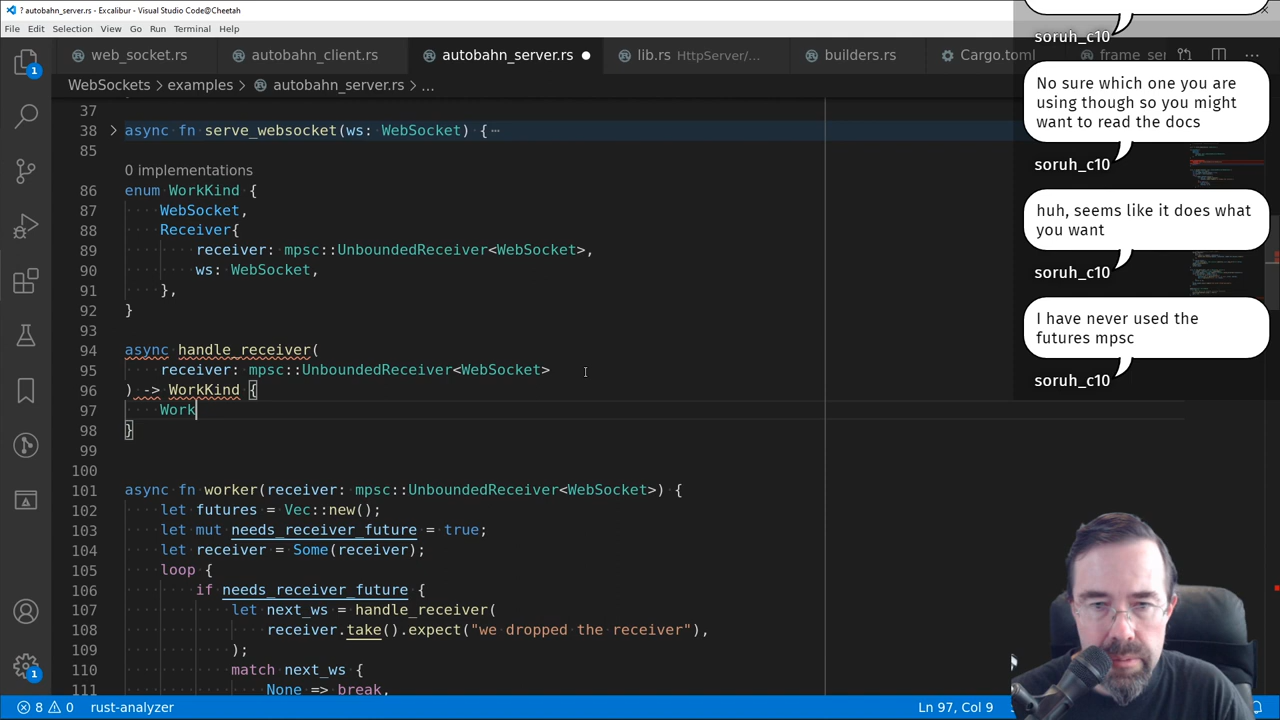 ? autobahn_server.rs - Excalibur - Visual Studio Code@Cheetah
File Edit Selection View Go Run Terminal Help
web_socket.rs autobahn_client.rs autobahn_server.rs ● lib.rs HttpServer/... builders.rs Cargo.toml frame_se
WebSockets > examples > autobahn_server.rs > ...
37
38 async fn serve_websocket(ws: WebSocket) {…
85
0 implementations
86 enum WorkKind {
87 WebSocket,
88 Receiver{
89 receiver: mpsc::UnboundedReceiver<WebSocket>,
90 ws: WebSocket,
91 },
92 }
93
94 async handle_receiver(
95 receiver: mpsc::UnboundedReceiver<WebSocket>
96 ) -> WorkKind {
97 Work
98 }
99
100
101 async fn worker(receiver: mpsc::UnboundedReceiver<WebSocket>) {
102 let futures = Vec::new();
103 let mut needs_receiver_future = true;
104 let receiver = Some(receiver);
105 loop {
106 if needs_receiver_future {
107 let next_ws = handle_receiver(
108 receiver.take().expect("we dropped the receiver"),
109 );
110 match next_ws {
111 None => break,
soruh_c10
No sure which one you are
using though so you might
want to read the docs
soruh_c10
huh, seems like it does what
you want
soruh_c10
I have never used the
futures mpsc
soruh_c10
1
1
8 0 rust-analyzer Ln 97, Col 9